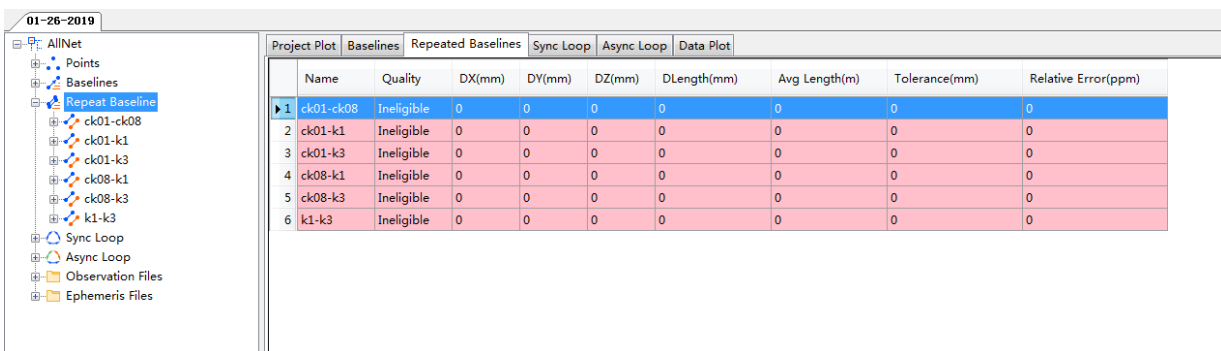 01-26-2019
AllNet
Points
Baselines
Repeat Baseline
ck01-ck08
ck01-k1
ck01-k3
ck08-k1
ck08-k3
k1-k3
Sync Loop
Async Loop
Observation Files
Ephemeris Files
Project Plot Baselines Repeated Baselines Sync Loop Async Loop Data Plot
Name Quality DX(mm) DY(mm) DZ(mm) DLength(mm) Avg Length(m) Tolerance(mm) Relative Error(ppm)
1 ck01-ck08 Ineligible 0 0 0 0 0 0 0
2 ck01-k1 Ineligible 0 0 0 0 0 0 0
3 ck01-k3 Ineligible 0 0 0 0 0 0 0
4 ck08-k1 Ineligible 0 0 0 0 0 0 0
5 ck08-k3 Ineligible 0 0 0 0 0 0 0
6 k1-k3 Ineligible 0 0 0 0 0 0 0